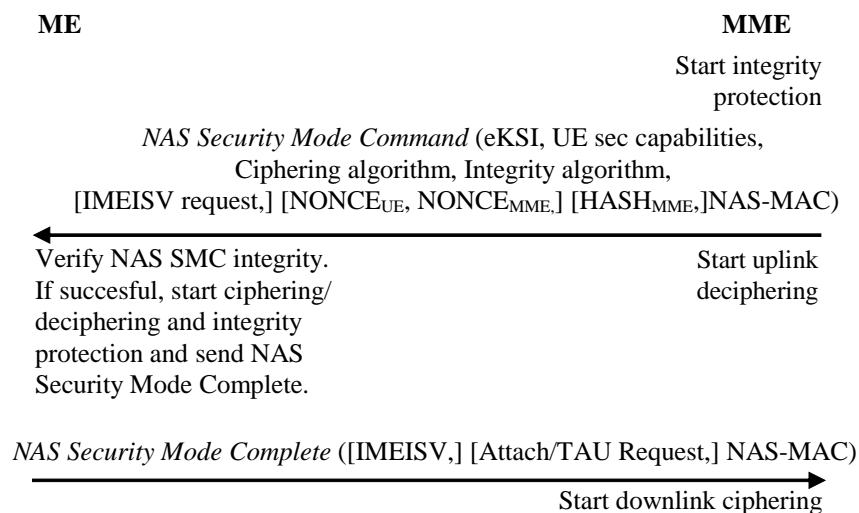 ME
MME
Start integrity
protection
NAS Security Mode Command (eKSI, UE sec capabilities,
Ciphering algorithm, Integrity algorithm,
[IMEISV request,] [NONCEUE, NONCEMME,] [HASHMME,]NAS-MAC)
Verify NAS SMC integrity.
If succesful, start ciphering/
deciphering and integrity
protection and send NAS
Security Mode Complete.
Start uplink
deciphering
NAS Security Mode Complete ([IMEISV,] [Attach/TAU Request,] NAS-MAC)
Start downlink ciphering